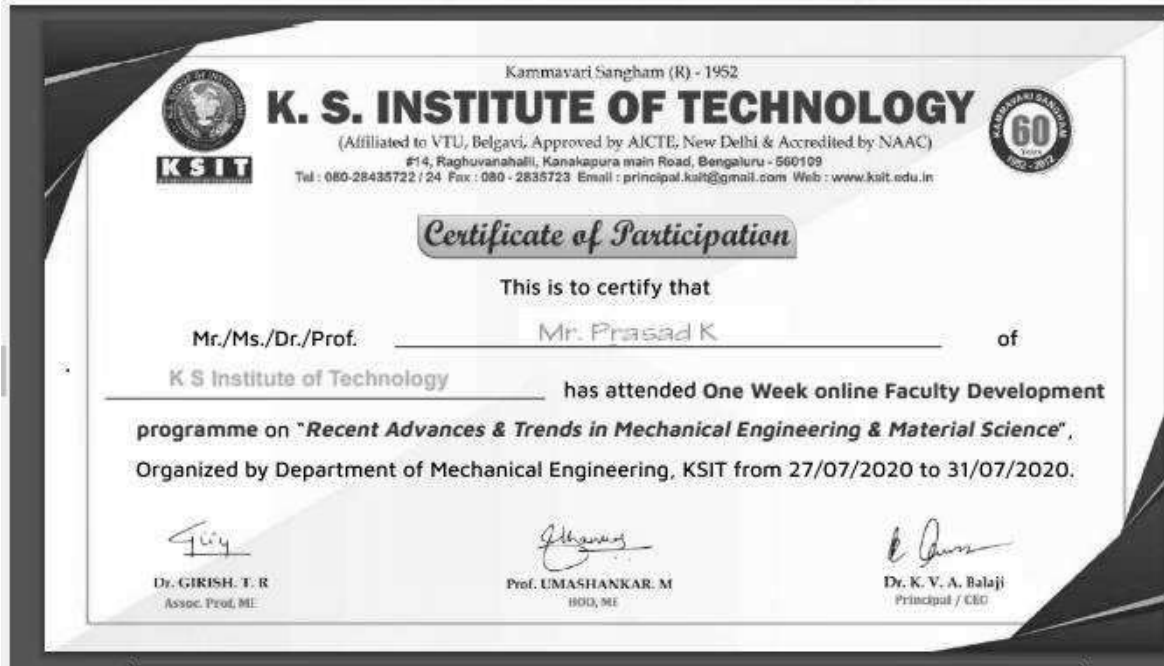 Kammavari Sangham (R) - 1952
K. S. INSTITUTE OF TECHNOLOGY
(Affiliated to VTU, Belgavi, Approved by AICTE, New Delhi & Accredited by NAAC)
#14, Raghuvanahalli, Kanakapura main Road, Bengaluru - 560109
Tel : 080-28435722 / 24 Fax : 080 - 2835723 Email : principal.ksit@gmail.com Web : www.ksit.edu.in
KSIT
KAMMAVARI SANGHAM
60
Years
1952 - 2012
Certificate of Participation
This is to certify that
Mr./Ms./Dr./Prof. Mr. Prasad K of
K S Institute of Technology has attended One Week online Faculty Development
programme on "Recent Advances & Trends in Mechanical Engineering & Material Science",
Organized by Department of Mechanical Engineering, KSIT from 27/07/2020 to 31/07/2020.
Dr. GIRISH. T. R Prof. UMASHANKAR. M Dr. K. V. A. Balaji
Assoc. Prof, ME HOD, ME Principal / CEO